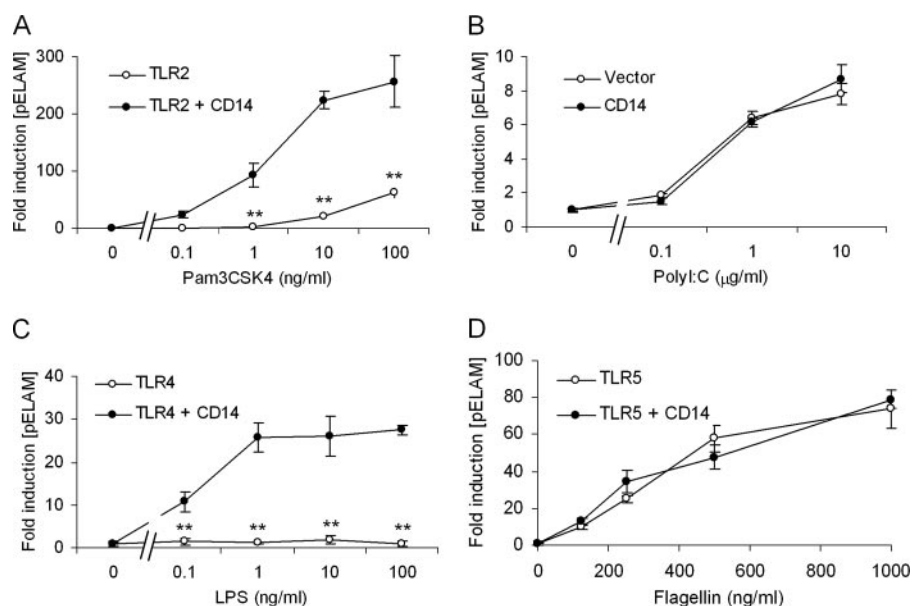 A
Fold induction [pELAM]
300
200
100
0
TLR2
TLR2 + CD14
**
**
**
0
0.1
1
10
100
Pam3CSK4 (ng/ml)
B
Fold induction [pELAM]
10
8
6
4
2
0
Vector
CD14
0
0.1
1
10
PolyI:C (μg/ml)
C
Fold induction [pELAM]
40
30
20
10
0
TLR4
TLR4 + CD14
**
**
**
**
0
0.1
1
10
100
LPS (ng/ml)
D
Fold induction [pELAM]
100
80
60
40
20
0
TLR5
TLR5 + CD14
0
200
400
600
800
1000
Flagellin (ng/ml)